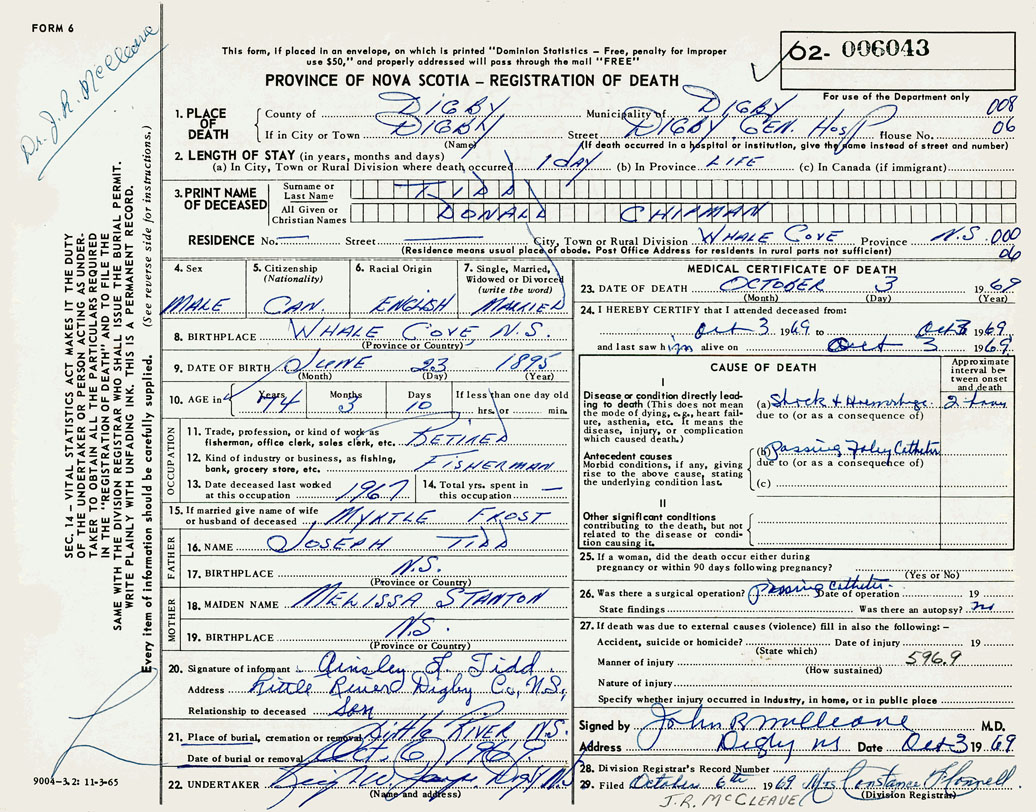 FORM 6
Dr. J. R. McCleave
This form, if placed in an envelope, on which is printed "Dominion Statistics – Free, penalty for improper
use $50," and properly addressed will pass through the mail "FREE"
PROVINCE OF NOVA SCOTIA – REGISTRATION OF DEATH
62- 006043
For use of the Department only
008
06
1. PLACE OF DEATH
County of DIGBY Municipality of DIGBY
If in City or Town DIGBY Street DIGBY GEN. HOSP House No.
(Name) (If death occurred in a hospital or institution, give the name instead of street and number)
2. LENGTH OF STAY (in years, months and days)
(a) In City, Town or Rural Division where death occurred 1 day (b) In Province LIFE (c) In Canada (if immigrant)
3. PRINT NAME OF DECEASED
Surname or Last Name TIDD
All Given or Christian Names DONALD CHIPMAN
RESIDENCE No. — Street — City, Town or Rural Division WHALE COVE Province N.S. 000
06
(Residence means usual place of abode. Post Office Address for residents in rural ports not sufficient)
4. Sex MALE
5. Citizenship (Nationality) CAN.
6. Racial Origin ENGLISH
7. Single, Married, Widowed or Divorced (write the word) MARRIED
8. BIRTHPLACE WHALE COVE, N.S.
(Province or Country)
9. DATE OF BIRTH JUNE 23 1895
(Month) (Day) (Year)
10. AGE in Years 74 Months 3 Days 10 If less than one day old hrs. or min.
OCCUPATION
11. Trade, profession, or kind of work as fisherman, office clerk, sales clerk, etc. RETIRED
12. Kind of industry or business, as fishing, bank, grocery store, etc. FISHERMAN
13. Date deceased last worked at this occupation 1967
14. Total yrs. spent in this occupation —
15. If married give name of wife or husband of deceased MYRTLE FROST
FATHER
16. NAME JOSEPH TIDD
17. BIRTHPLACE N.S.
(Province or Country)
MOTHER
18. MAIDEN NAME MELISSA STANTON
19. BIRTHPLACE N.S.
(Province or Country)
20. Signature of informant Ainsley L. Tidd
Address Little River Digby Co, N.S,
Relationship to deceased Son
21. Place of burial, cremation or removal Little RIVER N.S.
Date of burial or removal Oct. 6 1969
22. UNDERTAKER Digby N.S
(Name and address)
MEDICAL CERTIFICATE OF DEATH
23. DATE OF DEATH OCTOBER 3 1969
(Month) (Day) (Year)
24. I HEREBY CERTIFY that I attended deceased from:
Oct 3 1969 to Oct 3 1969
and last saw him alive on Oct 3 1969
CAUSE OF DEATH
Approximate interval between onset and death
I
Disease or condition directly leading to death (This does not mean the mode of dying, e.g., heart failure, asthenia, etc. It means the disease, injury, or complication which caused death.)
(a) Shock & Haemorrhage 2 hours
due to (or as a consequence of)
Antecedent causes
Morbid conditions, if any, giving rise to the above cause, stating the underlying condition last.
(b) Passing Foley Catheter
due to (or as a consequence of)
(c)
II
Other significant conditions
contributing to the death, but not related to the disease or condition causing it.
25. If a woman, did the death occur either during
pregnancy or within 90 days following pregnancy?
(Yes or No)
26. Was there a surgical operation? passing catheter Date of operation 19
State findings Was there an autopsy? no
27. If death was due to external causes (violence) fill in also the following:–
Accident, suicide or homicide? Date of injury 19
(State which)
Manner of injury 596.9
(How sustained)
Nature of injury
Specify whether injury occurred in industry, in home, or in public place
Signed by John R McCleave M.D.
Address Digby NS Date Oct 3 1969
28. Division Registrar's Record Number
29. Filed October 6th 1969 Mrs. Constance
J.R. McCLEAVE (Division Registrar)
SEC. 14 – VITAL STATISTICS ACT MAKES IT THE DUTY
OF THE UNDERTAKER OR PERSON ACTING AS UNDER-
TAKER TO OBTAIN ALL THE PARTICULARS REQUIRED
IN THE "REGISTRATION OF DEATH" AND TO FILE THE
SAME WITH THE DIVISION REGISTRAR WHO SHALL ISSUE THE BURIAL PERMIT.
WRITE PLAINLY WITH UNFADING INK. THIS IS A PERMANENT RECORD.
Every item of information should be carefully supplied. (See reverse side for instructions.)
9004–3.2: 11-3-65